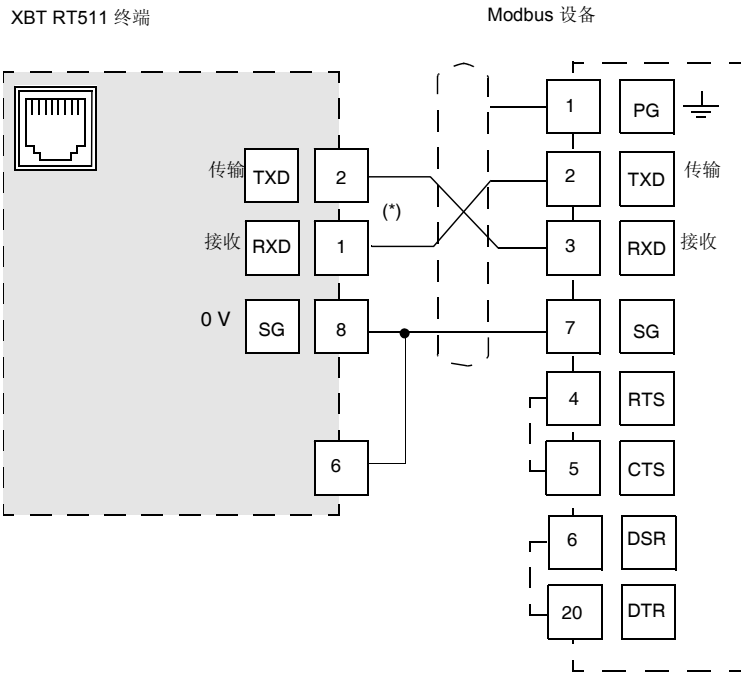 XBT RT511 终端
Modbus 设备
1 PG
传输 TXD 2
2 TXD 传输
(*)
接收 RXD 1
3 RXD 接收
0 V SG 8
7 SG
4 RTS
6
5 CTS
6 DSR
20 DTR